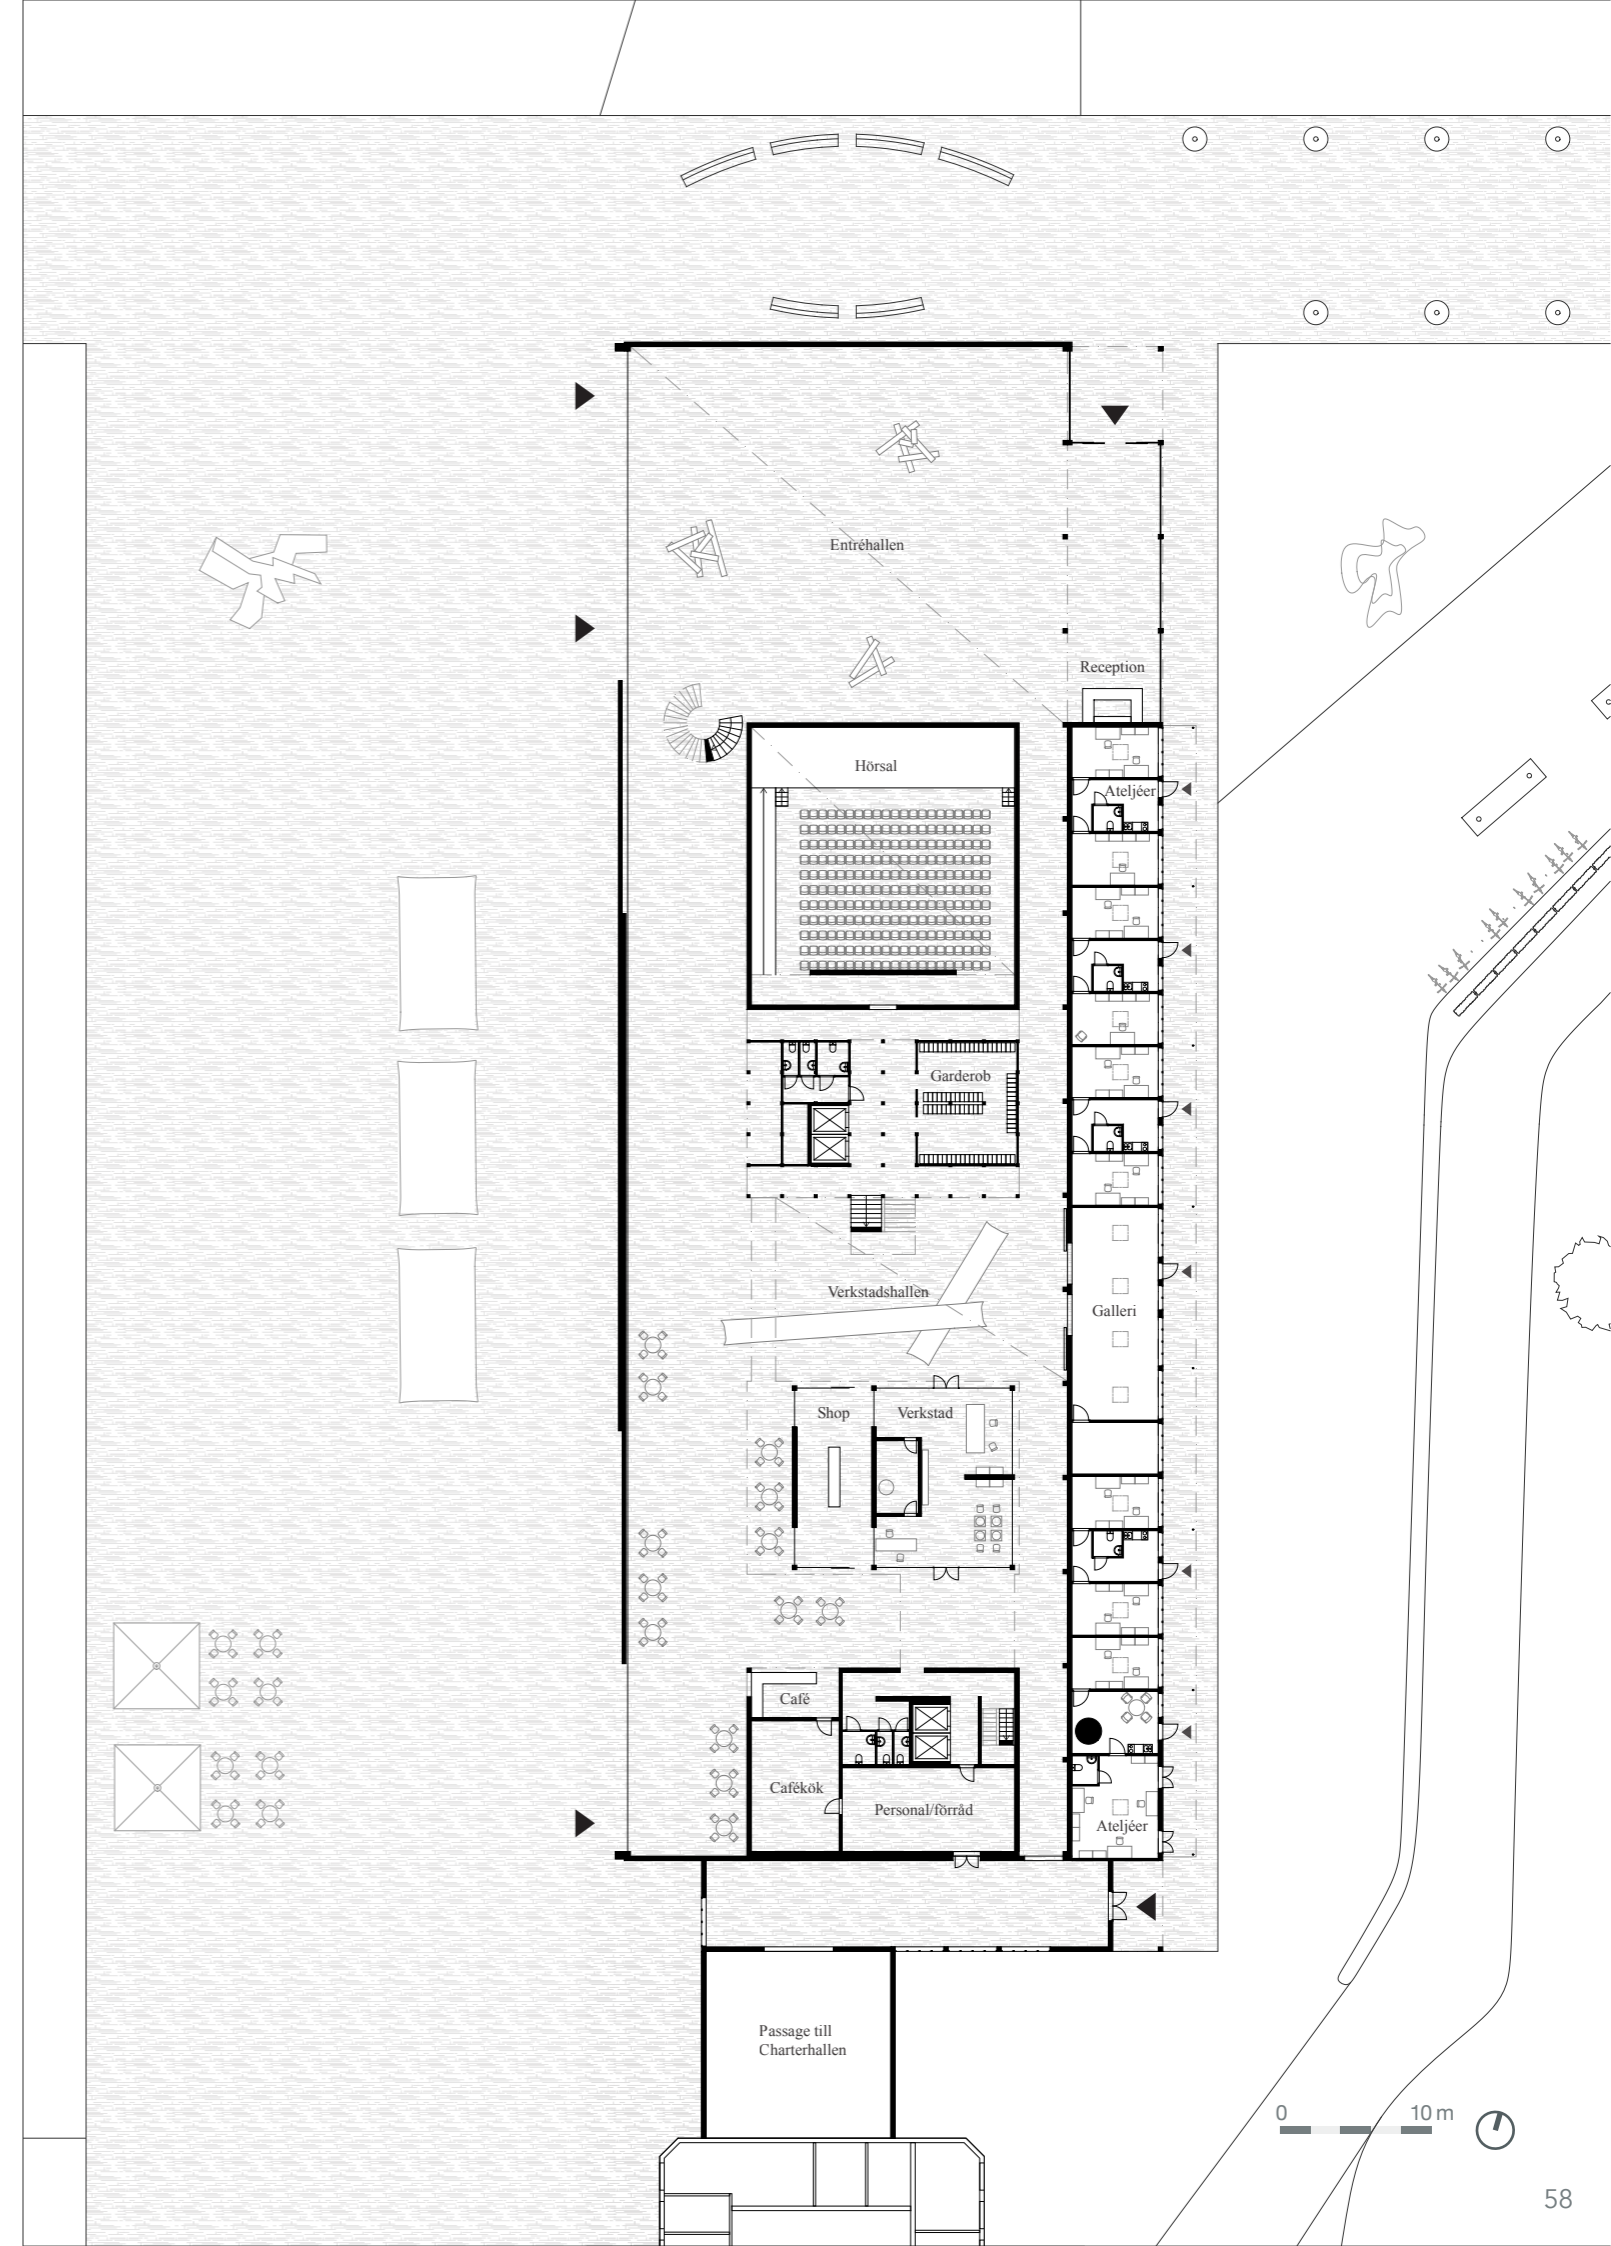 Entréhallen
Reception
Hörsal
Ateljéer
Garderob
Verkstadshallen
Galleri
Shop
Verkstad
Café
Cafékök
Personal/förråd
Ateljéer
Passage till
Charterhallen
0 10 m
58